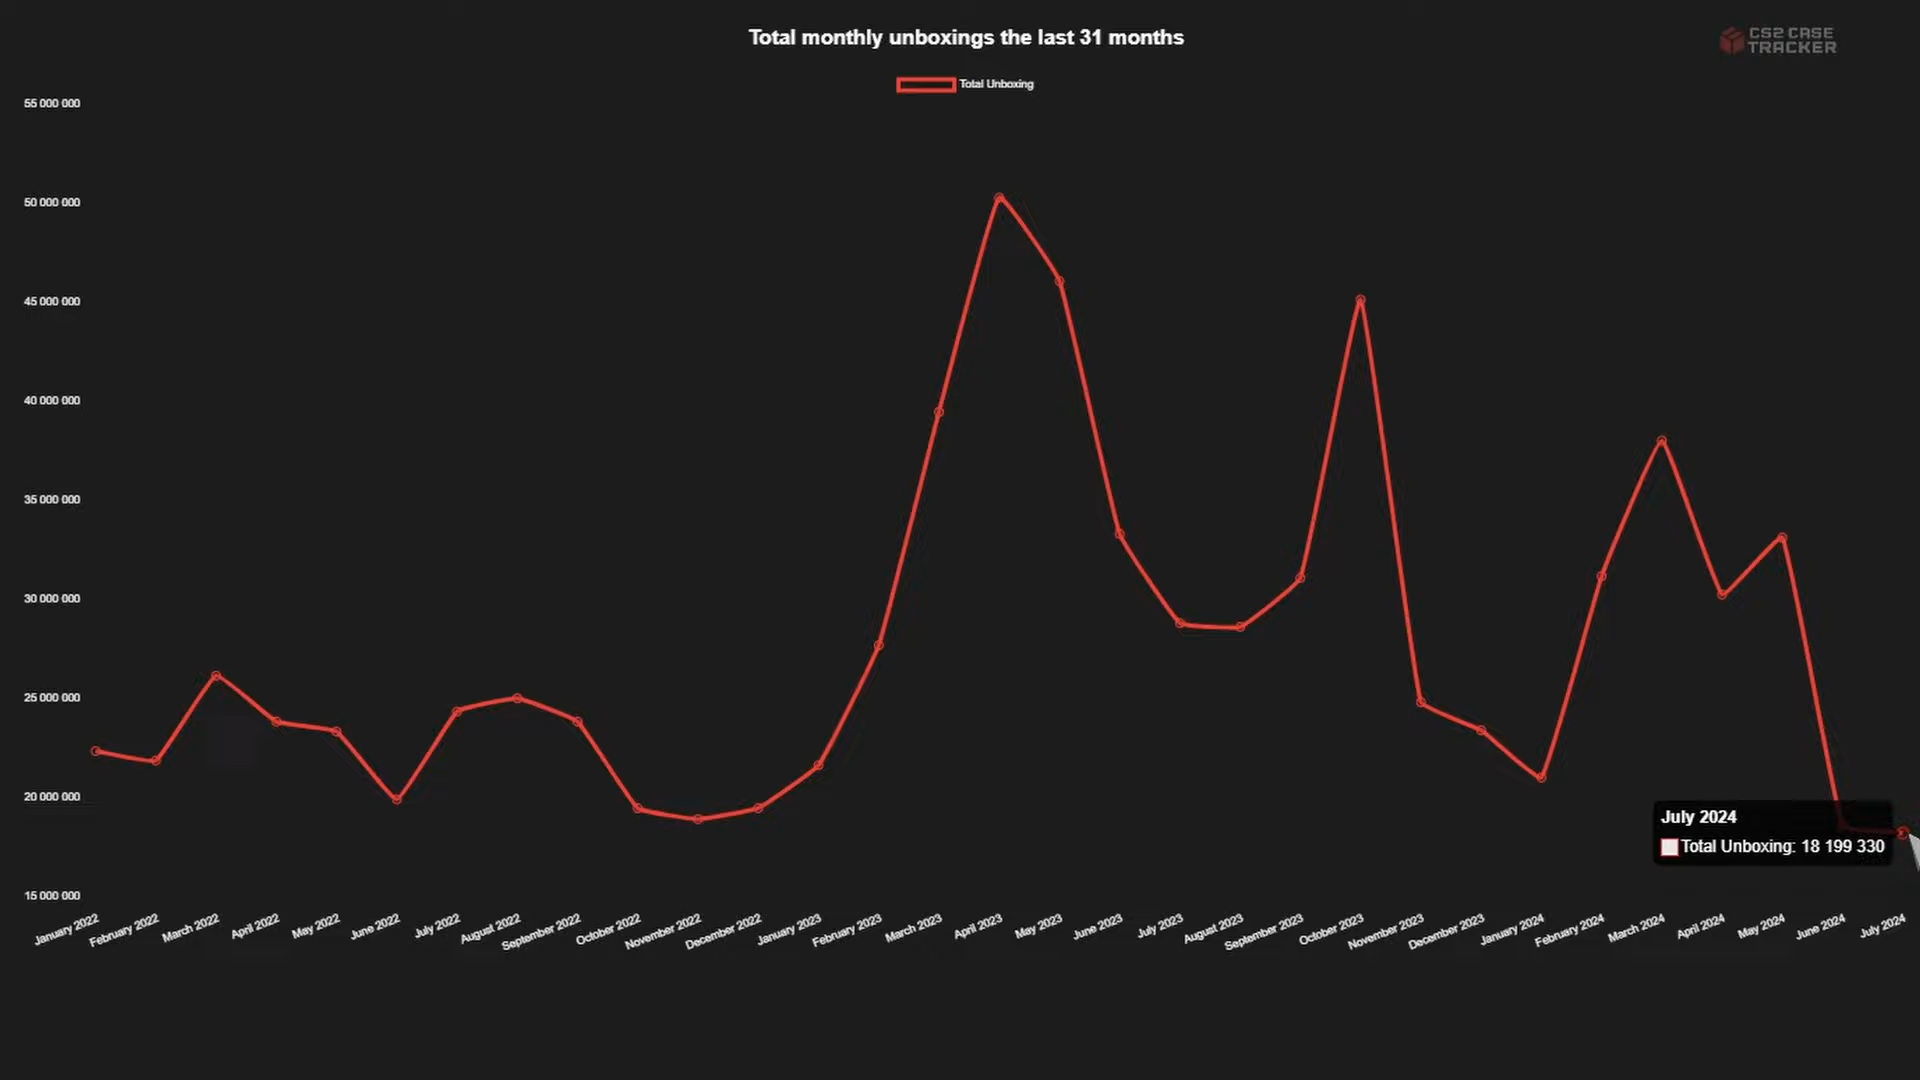 Total monthly unboxings the last 31 months
CS2 CASE
TRACKER
Total Unboxing
55 000 000
50 000 000
45 000 000
40 000 000
35 000 000
30 000 000
25 000 000
20 000 000
15 000 000
July 2024
Total Unboxing: 18 199 330
January 2022
February 2022
March 2022
April 2022
May 2022
June 2022
July 2022
August 2022
September 2022
October 2022
November 2022
December 2022
January 2023
February 2023
March 2023
April 2023
May 2023
June 2023
July 2023
August 2023
September 2023
October 2023
November 2023
December 2023
January 2024
February 2024
March 2024
April 2024
May 2024
June 2024
July 2024